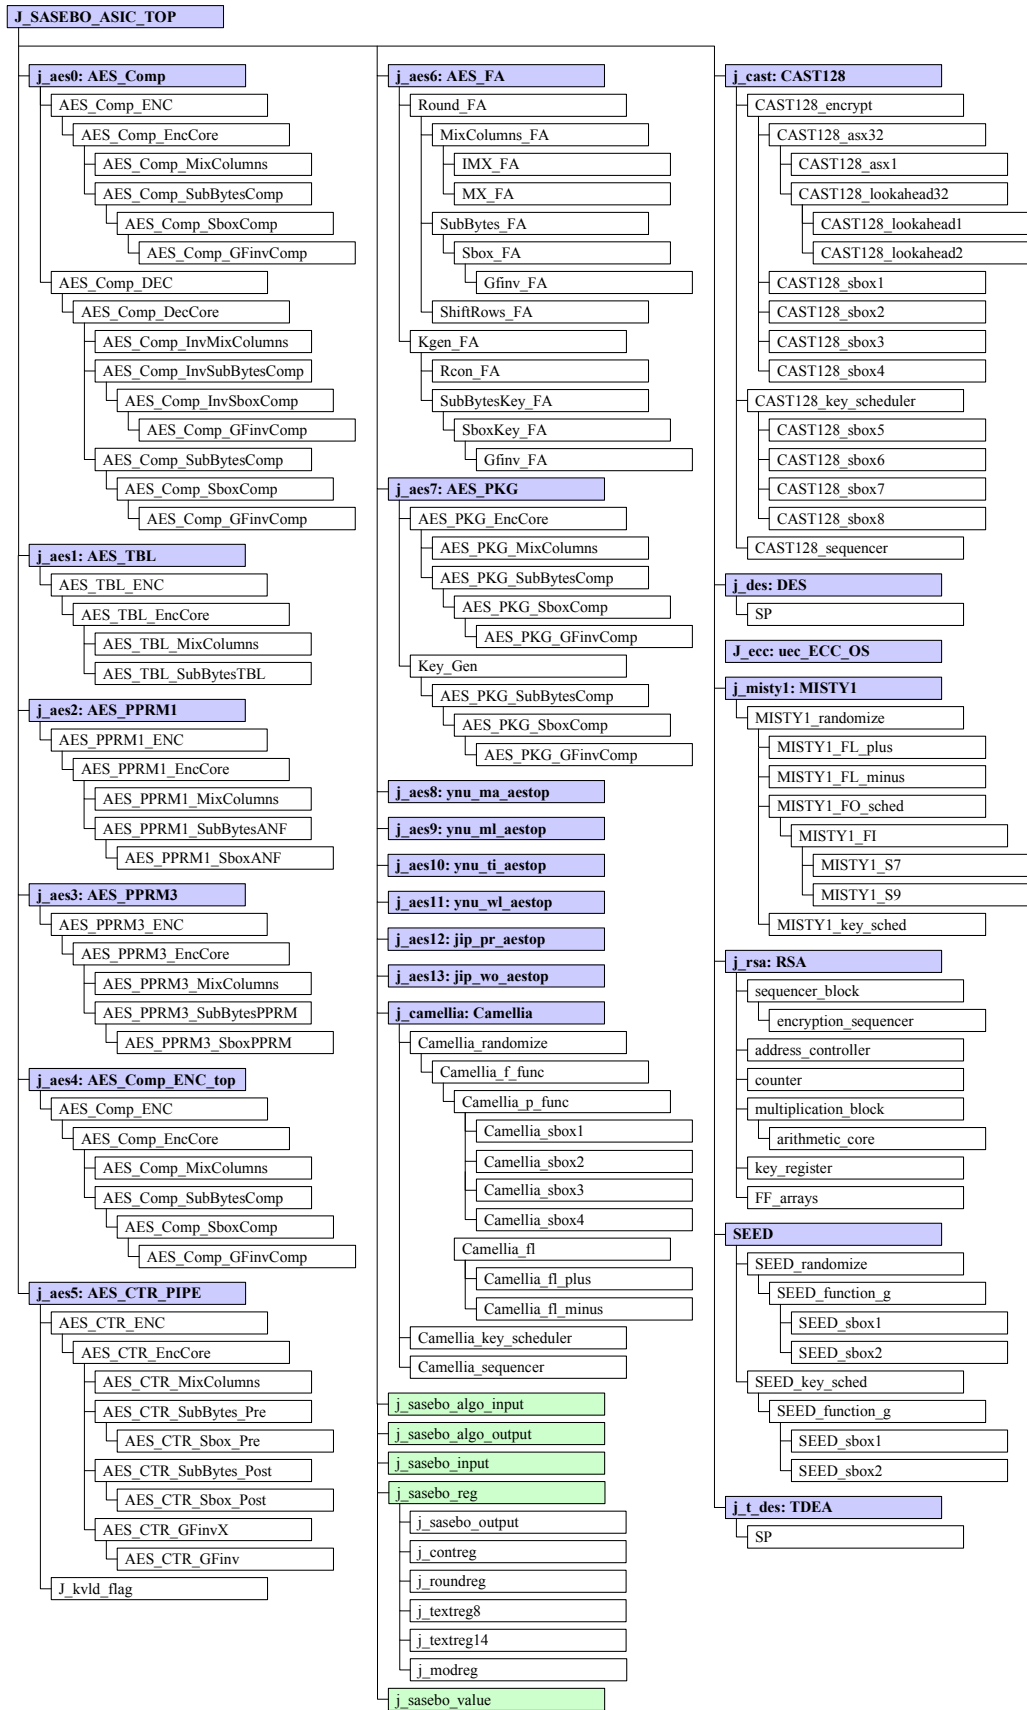 J_SASEBO_ASIC_TOP
j_aes0: AES_Comp
AES_Comp_ENC
AES_Comp_EncCore
AES_Comp_MixColumns
AES_Comp_SubBytesComp
AES_Comp_SboxComp
AES_Comp_GFinvComp
AES_Comp_DEC
AES_Comp_DecCore
AES_Comp_InvMixColumns
AES_Comp_InvSubBytesComp
AES_Comp_InvSboxComp
AES_Comp_GFinvComp
AES_Comp_SubBytesComp
AES_Comp_SboxComp
AES_Comp_GFinvComp
j_aes1: AES_TBL
AES_TBL_ENC
AES_TBL_EncCore
AES_TBL_MixColumns
AES_TBL_SubBytesTBL
j_aes2: AES_PPRM1
AES_PPRM1_ENC
AES_PPRM1_EncCore
AES_PPRM1_MixColumns
AES_PPRM1_SubBytesANF
AES_PPRM1_SboxANF
j_aes3: AES_PPRM3
AES_PPRM3_ENC
AES_PPRM3_EncCore
AES_PPRM3_MixColumns
AES_PPRM3_SubBytesPPRM
AES_PPRM3_SboxPPRM
j_aes4: AES_Comp_ENC_top
AES_Comp_ENC
AES_Comp_EncCore
AES_Comp_MixColumns
AES_Comp_SubBytesComp
AES_Comp_SboxComp
AES_Comp_GFinvComp
j_aes5: AES_CTR_PIPE
AES_CTR_ENC
AES_CTR_EncCore
AES_CTR_MixColumns
AES_CTR_SubBytes_Pre
AES_CTR_Sbox_Pre
AES_CTR_SubBytes_Post
AES_CTR_Sbox_Post
AES_CTR_GFinvX
AES_CTR_GFinv
J_kvld_flag
j_aes6: AES_FA
Round_FA
MixColumns_FA
IMX_FA
MX_FA
SubBytes_FA
Sbox_FA
Gfinv_FA
ShiftRows_FA
Kgen_FA
Rcon_FA
SubBytesKey_FA
SboxKey_FA
Gfinv_FA
j_aes7: AES_PKG
AES_PKG_EncCore
AES_PKG_MixColumns
AES_PKG_SubBytesComp
AES_PKG_SboxComp
AES_PKG_GFinvComp
Key_Gen
AES_PKG_SubBytesComp
AES_PKG_SboxComp
AES_PKG_GFinvComp
j_aes8: ynu_ma_aestop
j_aes9: ynu_ml_aestop
j_aes10: ynu_ti_aestop
j_aes11: ynu_wl_aestop
j_aes12: jip_pr_aestop
j_aes13: jip_wo_aestop
j_camellia: Camellia
Camellia_randomize
Camellia_f_func
Camellia_p_func
Camellia_sbox1
Camellia_sbox2
Camellia_sbox3
Camellia_sbox4
Camellia_fl
Camellia_fl_plus
Camellia_fl_minus
Camellia_key_scheduler
Camellia_sequencer
j_sasebo_algo_input
j_sasebo_algo_output
j_sasebo_input
j_sasebo_reg
j_sasebo_output
j_contreg
j_roundreg
j_textreg8
j_textreg14
j_modreg
j_sasebo_value
j_cast: CAST128
CAST128_encrypt
CAST128_asx32
CAST128_asx1
CAST128_lookahead32
CAST128_lookahead1
CAST128_lookahead2
CAST128_sbox1
CAST128_sbox2
CAST128_sbox3
CAST128_sbox4
CAST128_key_scheduler
CAST128_sbox5
CAST128_sbox6
CAST128_sbox7
CAST128_sbox8
CAST128_sequencer
j_des: DES
SP
J_ecc: uec_ECC_OS
j_misty1: MISTY1
MISTY1_randomize
MISTY1_FL_plus
MISTY1_FL_minus
MISTY1_FO_sched
MISTY1_FI
MISTY1_S7
MISTY1_S9
MISTY1_key_sched
j_rsa: RSA
sequencer_block
encryption_sequencer
address_controller
counter
multiplication_block
arithmetic_core
key_register
FF_arrays
SEED
SEED_randomize
SEED_function_g
SEED_sbox1
SEED_sbox2
SEED_key_sched
SEED_function_g
SEED_sbox1
SEED_sbox2
j_t_des: TDEA
SP